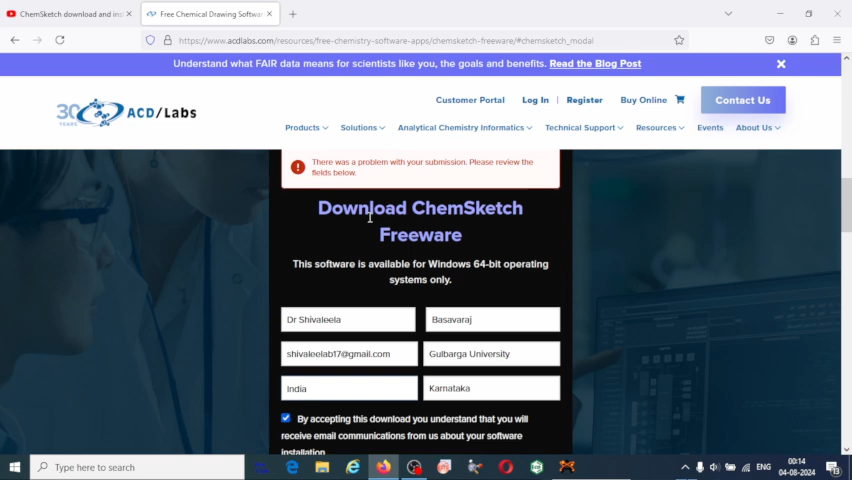 ChemSketch download and inst
Free Chemical Drawing Softwar
https://www.acdlabs.com/resources/free-chemistry-software-apps/chemsketch-freeware/#chemsketch_modal
Understand what FAIR data means for scientists like you, the goals and benefits. Read the Blog Post
30 YEARS ACD/LABS
Customer Portal Log In Register Buy Online Contact Us
Products Solutions Analytical Chemistry Informatics Technical Support Resources Events About Us
There was a problem with your submission. Please review the
fields below.
Download ChemSketch
Freeware
This software is available for Windows 64-bit operating
systems only.
Dr Shivaleela Basavaraj
shivaleelab17@gmail.com Gulbarga University
India Karnataka
By accepting this download you understand that you will
receive email communications from us about your software
installation
Type here to search
ENG
00:14
04-08-2024
13